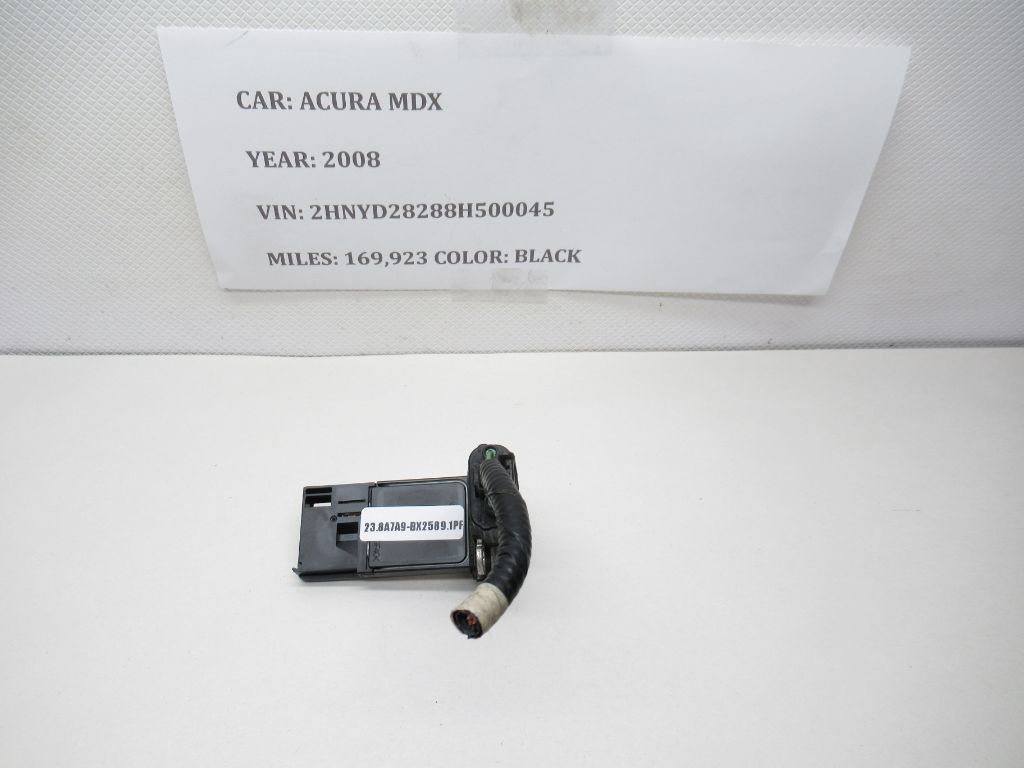 CAR: ACURA MDX
YEAR: 2008
VIN: 2HNYD28288H500045
MILES: 169,923 COLOR: BLACK
23.8A7A9-BX2589.1PF